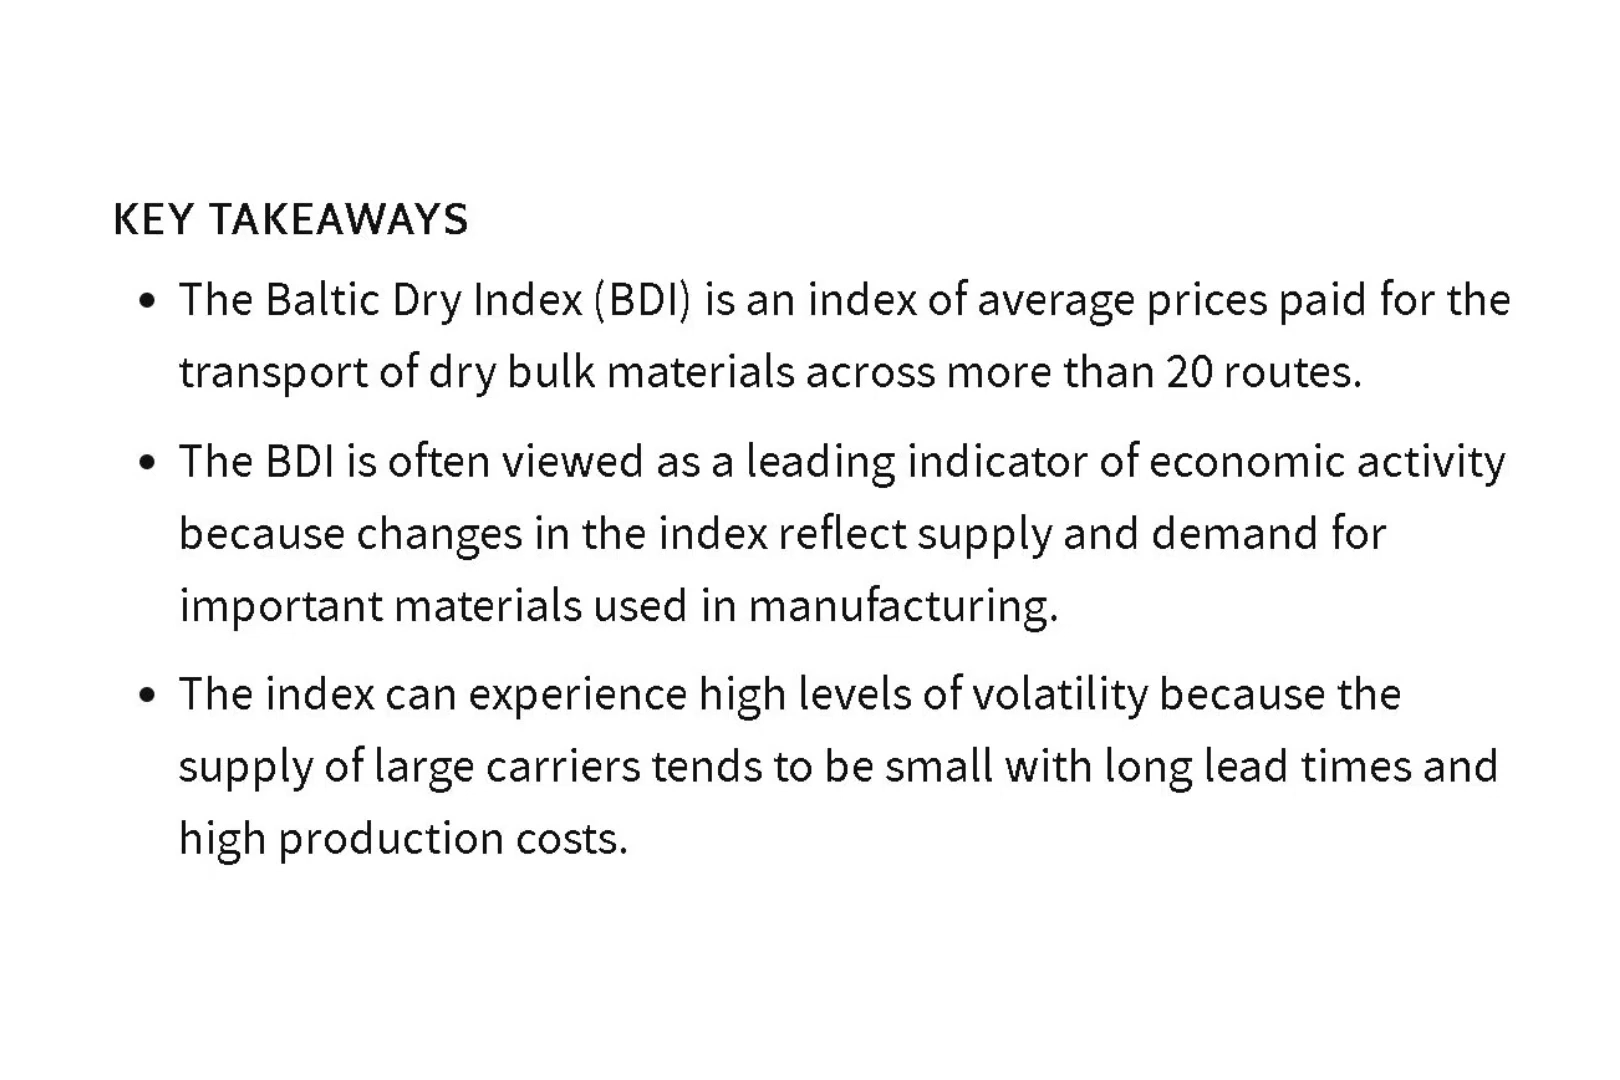 KEY TAKEAWAYS
• The Baltic Dry Index (BDI) is an index of average prices paid for the
transport of dry bulk materials across more than 20 routes.
• The BDI is often viewed as a leading indicator of economic activity
because changes in the index reflect supply and demand for
important materials used in manufacturing.
• The index can experience high levels of volatility because the
supply of large carriers tends to be small with long lead times and
high production costs.